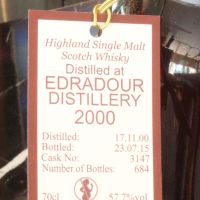 Highland Single Malt
Scotch Whisky
Distilled at
EDRADOUR
DISTILLERY
2000
Distilled: 17.11.00
Bottled: 23.07.15
Cask No: 3147
Number of Bottles: 684
70cl 57.7%vol